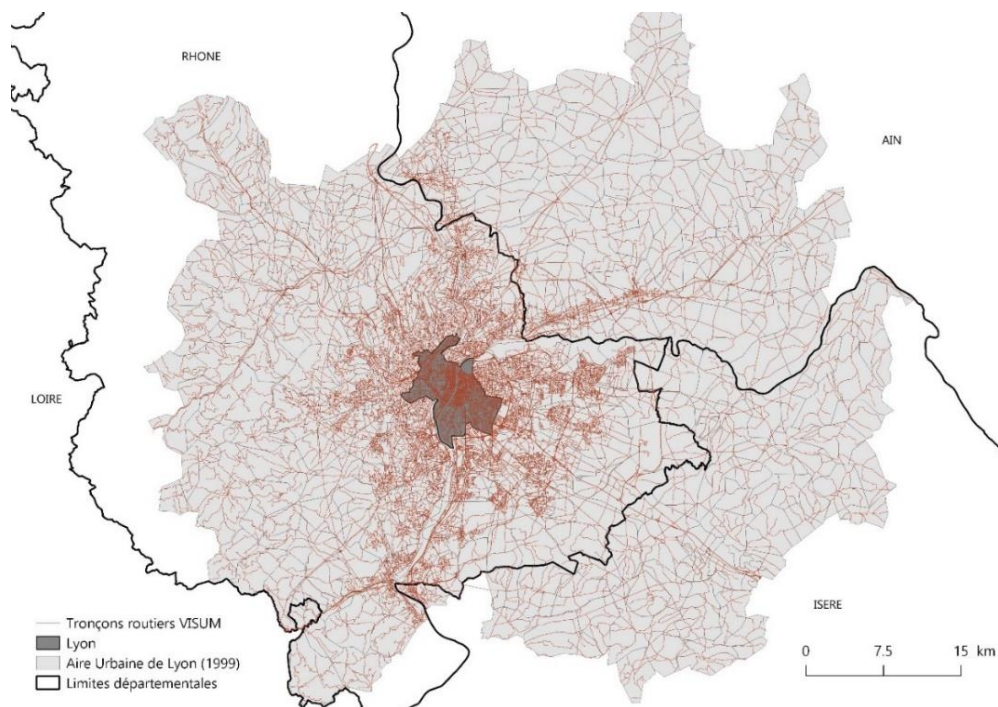 RHONE
AIN
LOIRE
ISERE
Tronçons routiers VISUM
Lyon
Aire Urbaine de Lyon (1999)
Limites départementales
0 7.5 15 km